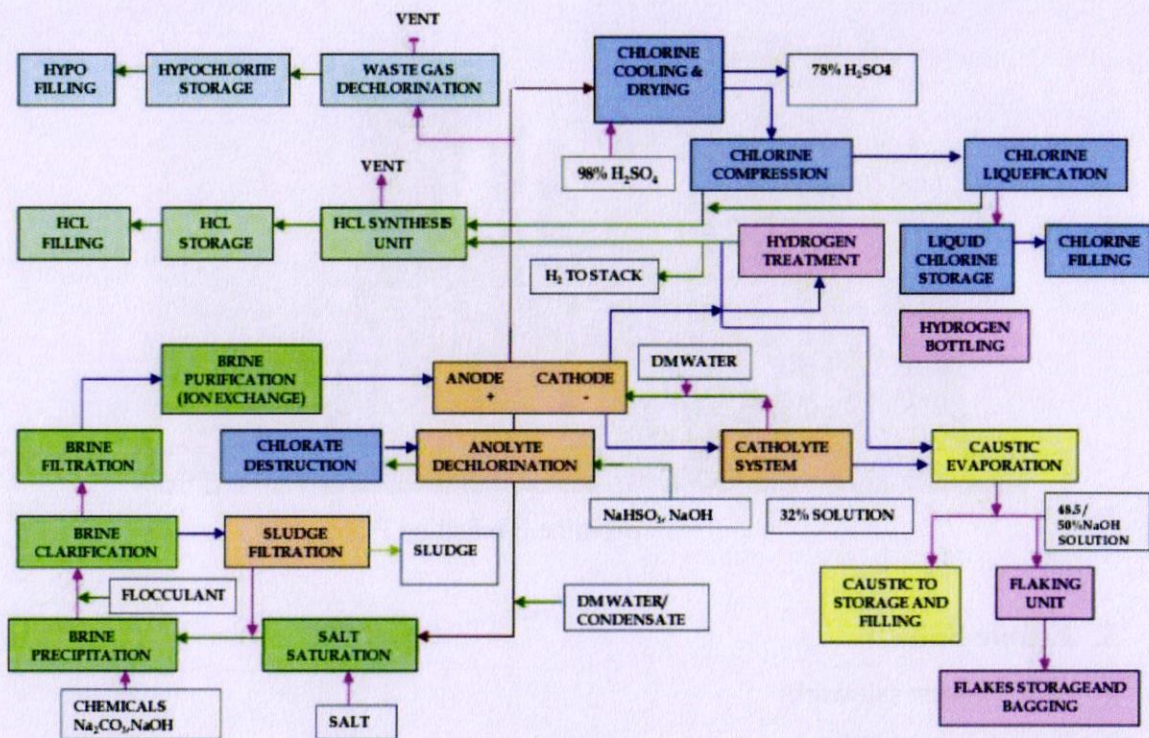 VENT
HYPO
FILLING
HYPOCHLORITE
STORAGE
WASTE GAS
DECHLORINATION
CHLORINE
COOLING &
DRYING
78% H₂SO4
98% H₂SO₄
CHLORINE
COMPRESSION
CHLORINE
LIQUEFICATION
VENT
HCL
FILLING
HCL
STORAGE
HCL SYNTHESIS
UNIT
HYDROGEN
TREATMENT
LIQUID
CHLORINE
STORAGE
CHLORINE
FILLING
H₂ TO STACK
HYDROGEN
BOTTLING
BRINE
PURIFICATION
(ION EXCHANGE)
ANODE CATHODE
+ -
DM WATER
BRINE
FILTRATION
CHLORATE
DESTRUCTION
ANOLYTE
DECHLORINATION
CATHOLYTE
SYSTEM
CAUSTIC
EVAPORATION
BRINE
CLARIFICATION
SLUDGE
FILTRATION
SLUDGE
NaHSO₃, NaOH
32% SOLUTION
48.5/
50%NaOH
SOLUTION
FLOCCULANT
DM WATER/
CONDENSATE
CAUSTIC TO
STORAGE AND
FILLING
FLAKING
UNIT
BRINE
PRECIPITATION
SALT
SATURATION
CHEMICALS
Na₂CO₃,NaOH
SALT
FLAKES STORAGE AND
BAGGING